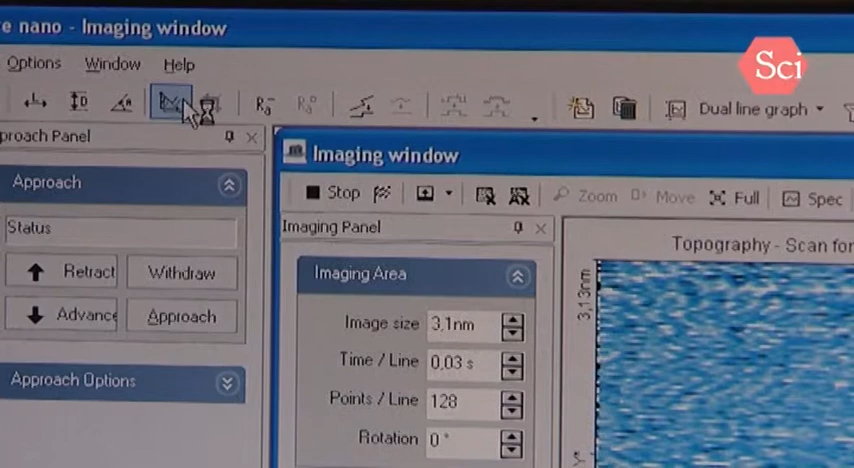 e nano - Imaging window
Sci
Options Window Help
Dual line graph
proach Panel
Imaging window
Approach
Stop Zoom Move Full Spec
Status
Imaging Panel
Topography - Scan for
Retract Withdraw
Imaging Area
3,13nm
Advance Approach
Image size 3,1nm
Time / Line 0,03 s
Approach Options
Points / Line 128
Rotation 0 °